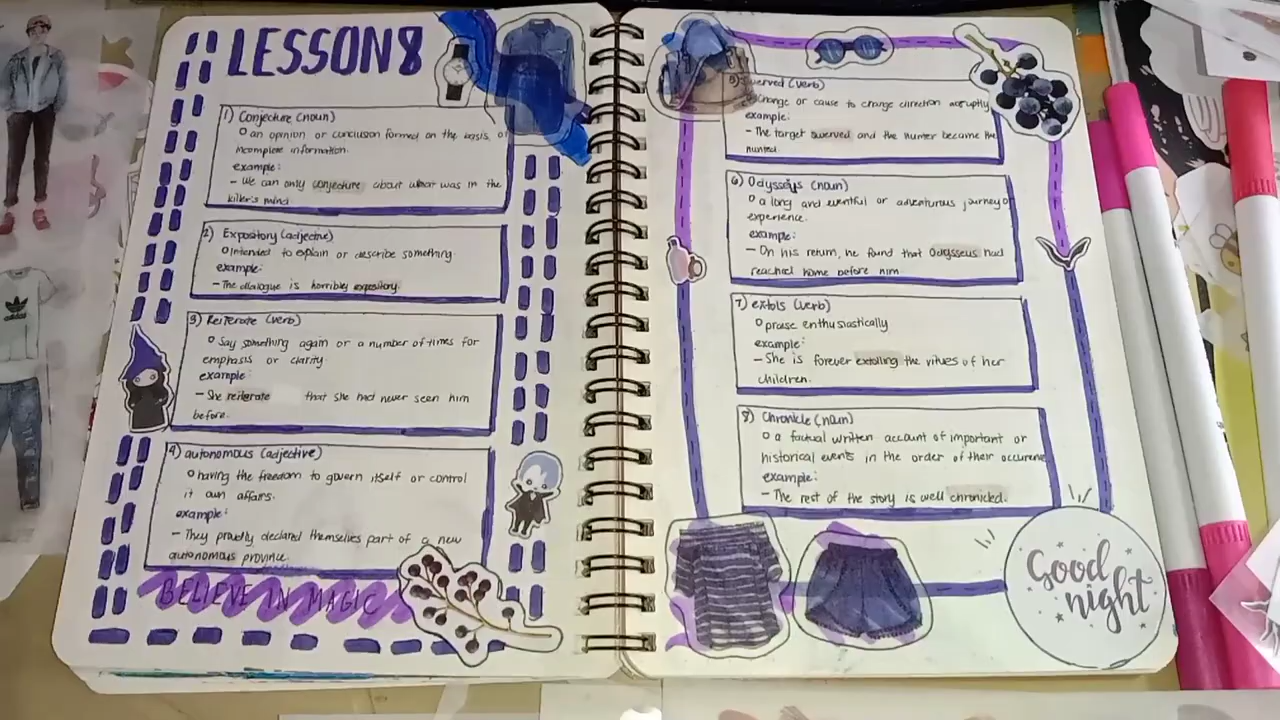 LESSON 8
1) Conjecture (noun)
an opinion or conclusion formed on the basis of
incomplete information.
example:
- We can only conjecture about what was in the
killer's mind
2) Expository (adjective)
Intended to explain or describe something.
example:
- The dialogue is horribly expository.
3) Reiterate (verb)
Say something again or a number of times for
emphasis or clarity
example
- She reiterate that she had never seen him
before.
4) autonomous (adjective)
having the freedom to govern itself or control
it own affairs.
example:
- They proudly declared themselves part of a new
autonomous province.
BELIEVE IN MAGIC
5) Swerved (verb)
Change or cause to change direction abruptly
example:
- The target swerved and the hunter became the
hunted.
6) Odysseys (noun)
a long and eventful or adventurous journey or
experience.
example:
- On his return, he found that Odysseus had
reached home before him
7) extols (verb)
praise enthusiastically
example:
- She is forever extolling the vitues of her
children.
8) Chronicle (noun)
a factual written account of important or
historical events in the order of their occurence
example:
- The rest of the story is well chronicled.
Good
night
adidas